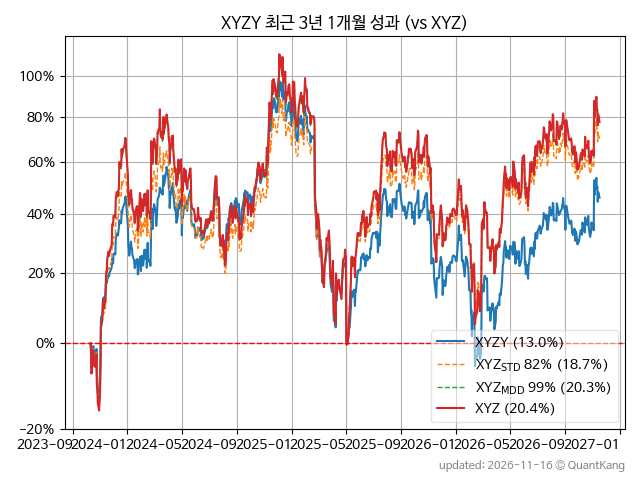 XYZY 최근 3년 1개월 성과 (vs XYZ)
100%
80%
60%
40%
20%
0%
−20%
XYZY (13.0%)
XYZSTD 82% (18.7%)
XYZMDD 99% (20.3%)
XYZ (20.4%)
2023-09 2024-01 2024-05 2024-09 2025-01 2025-05 2025-09 2026-01 2026-05 2026-09 2027-01
updated: 2026-11-16 © QuantKang